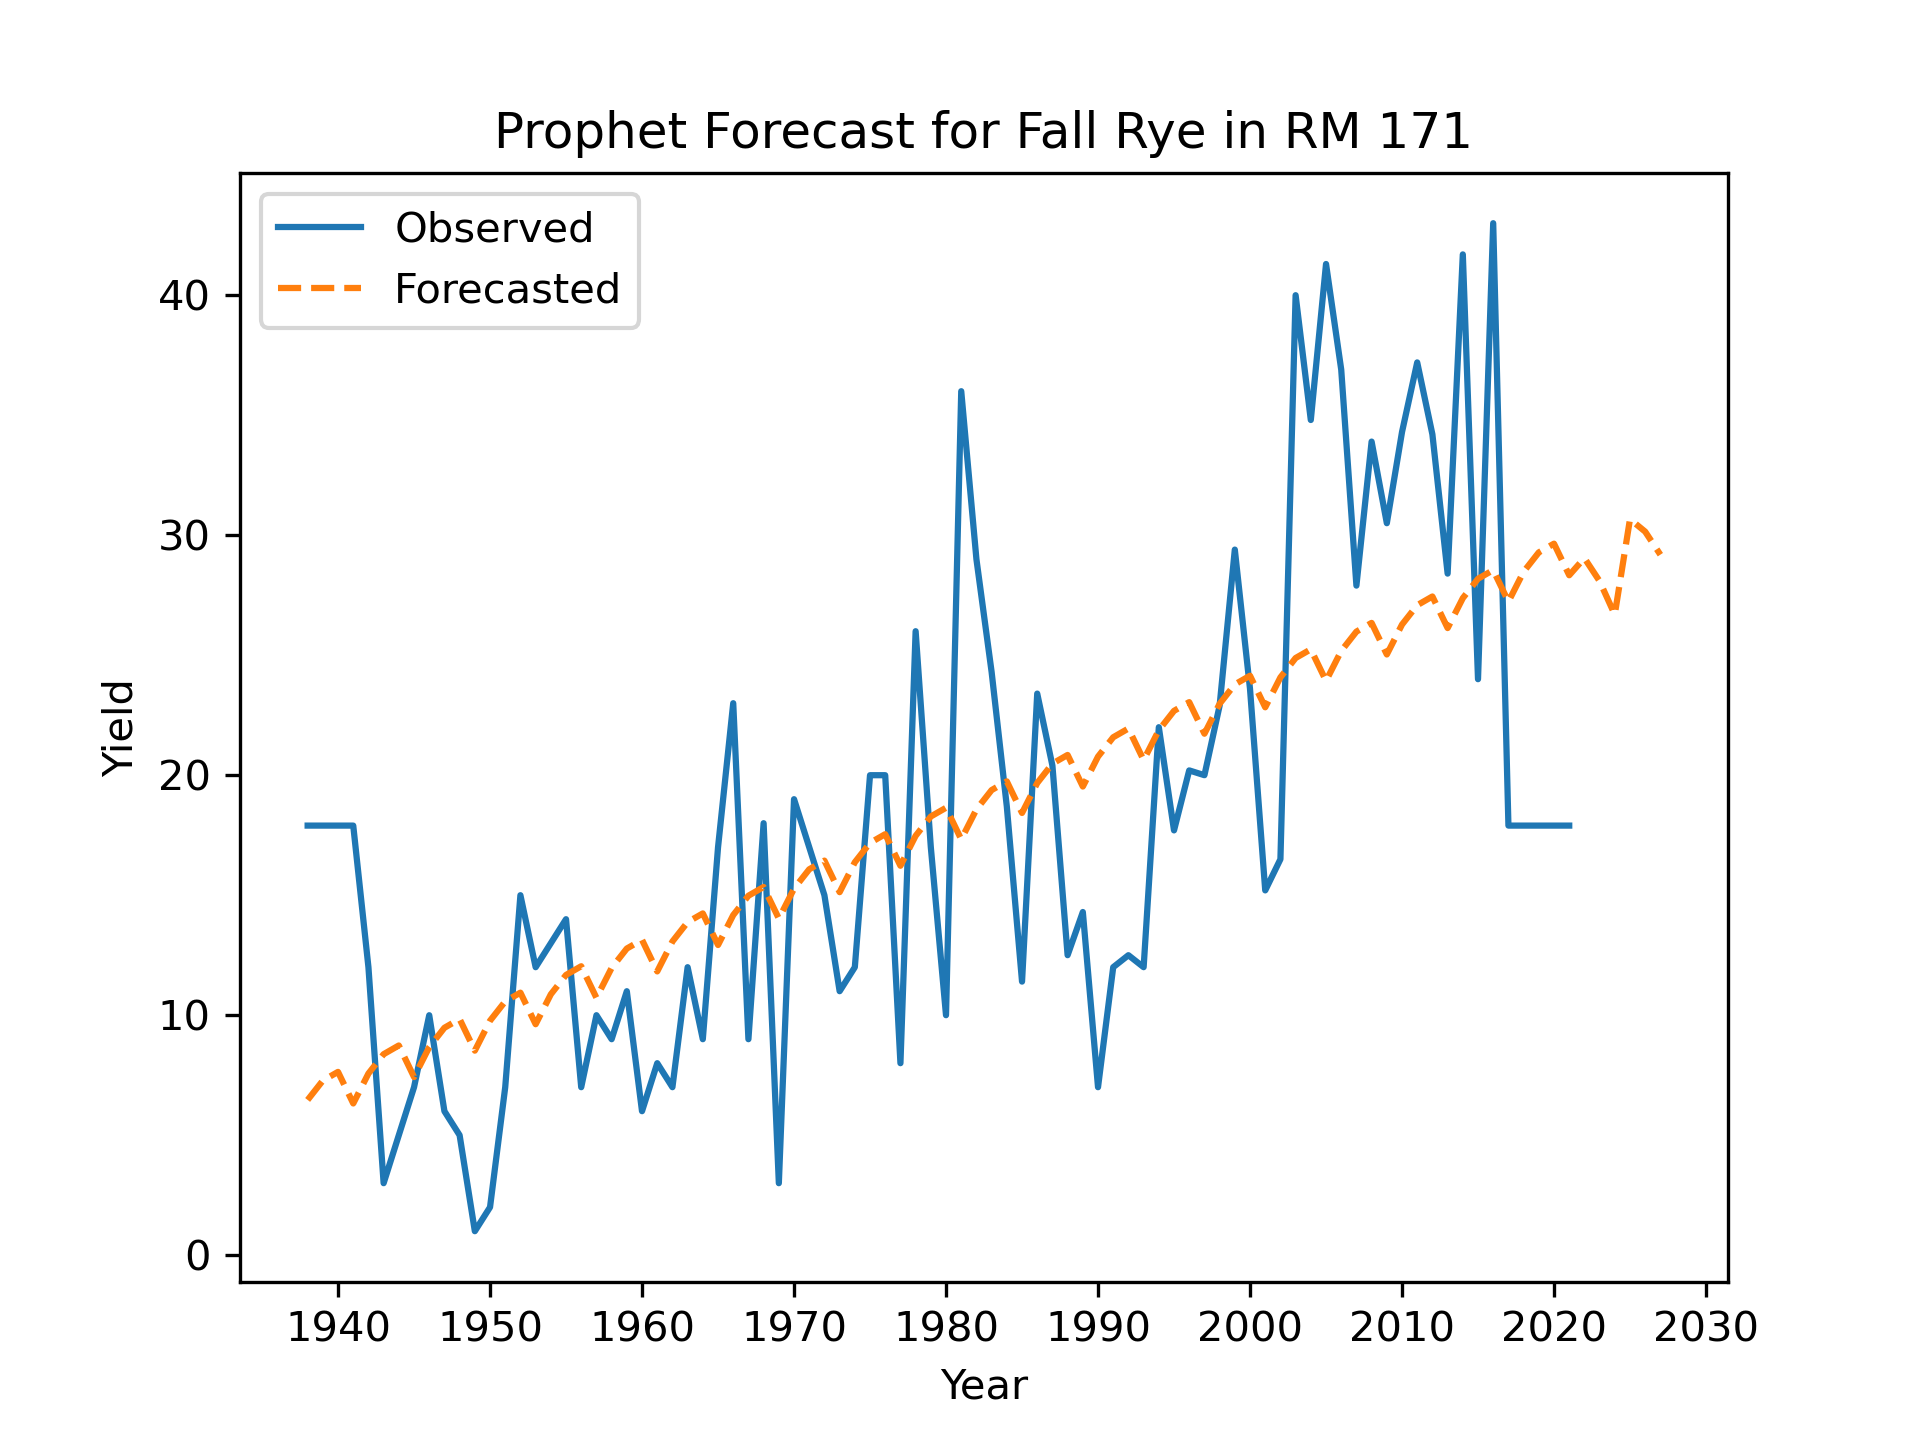 Prophet Forecast for Fall Rye in RM 171
Observed
Forecasted
40
30
20
10
0
Yield
1940 1950 1960 1970 1980 1990 2000 2010 2020 2030
Year